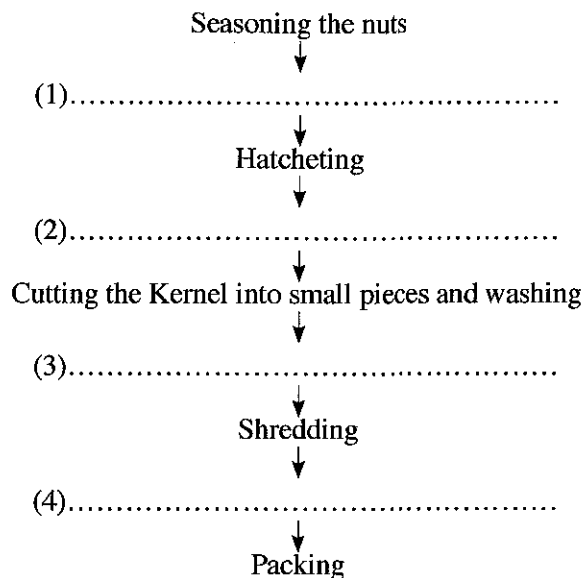 Seasoning the nuts
(1)..............................................................
Hatcheting
(2)..............................................................
Cutting the Kernel into small pieces and washing
(3)..............................................................
Shredding
(4)..............................................................
Packing